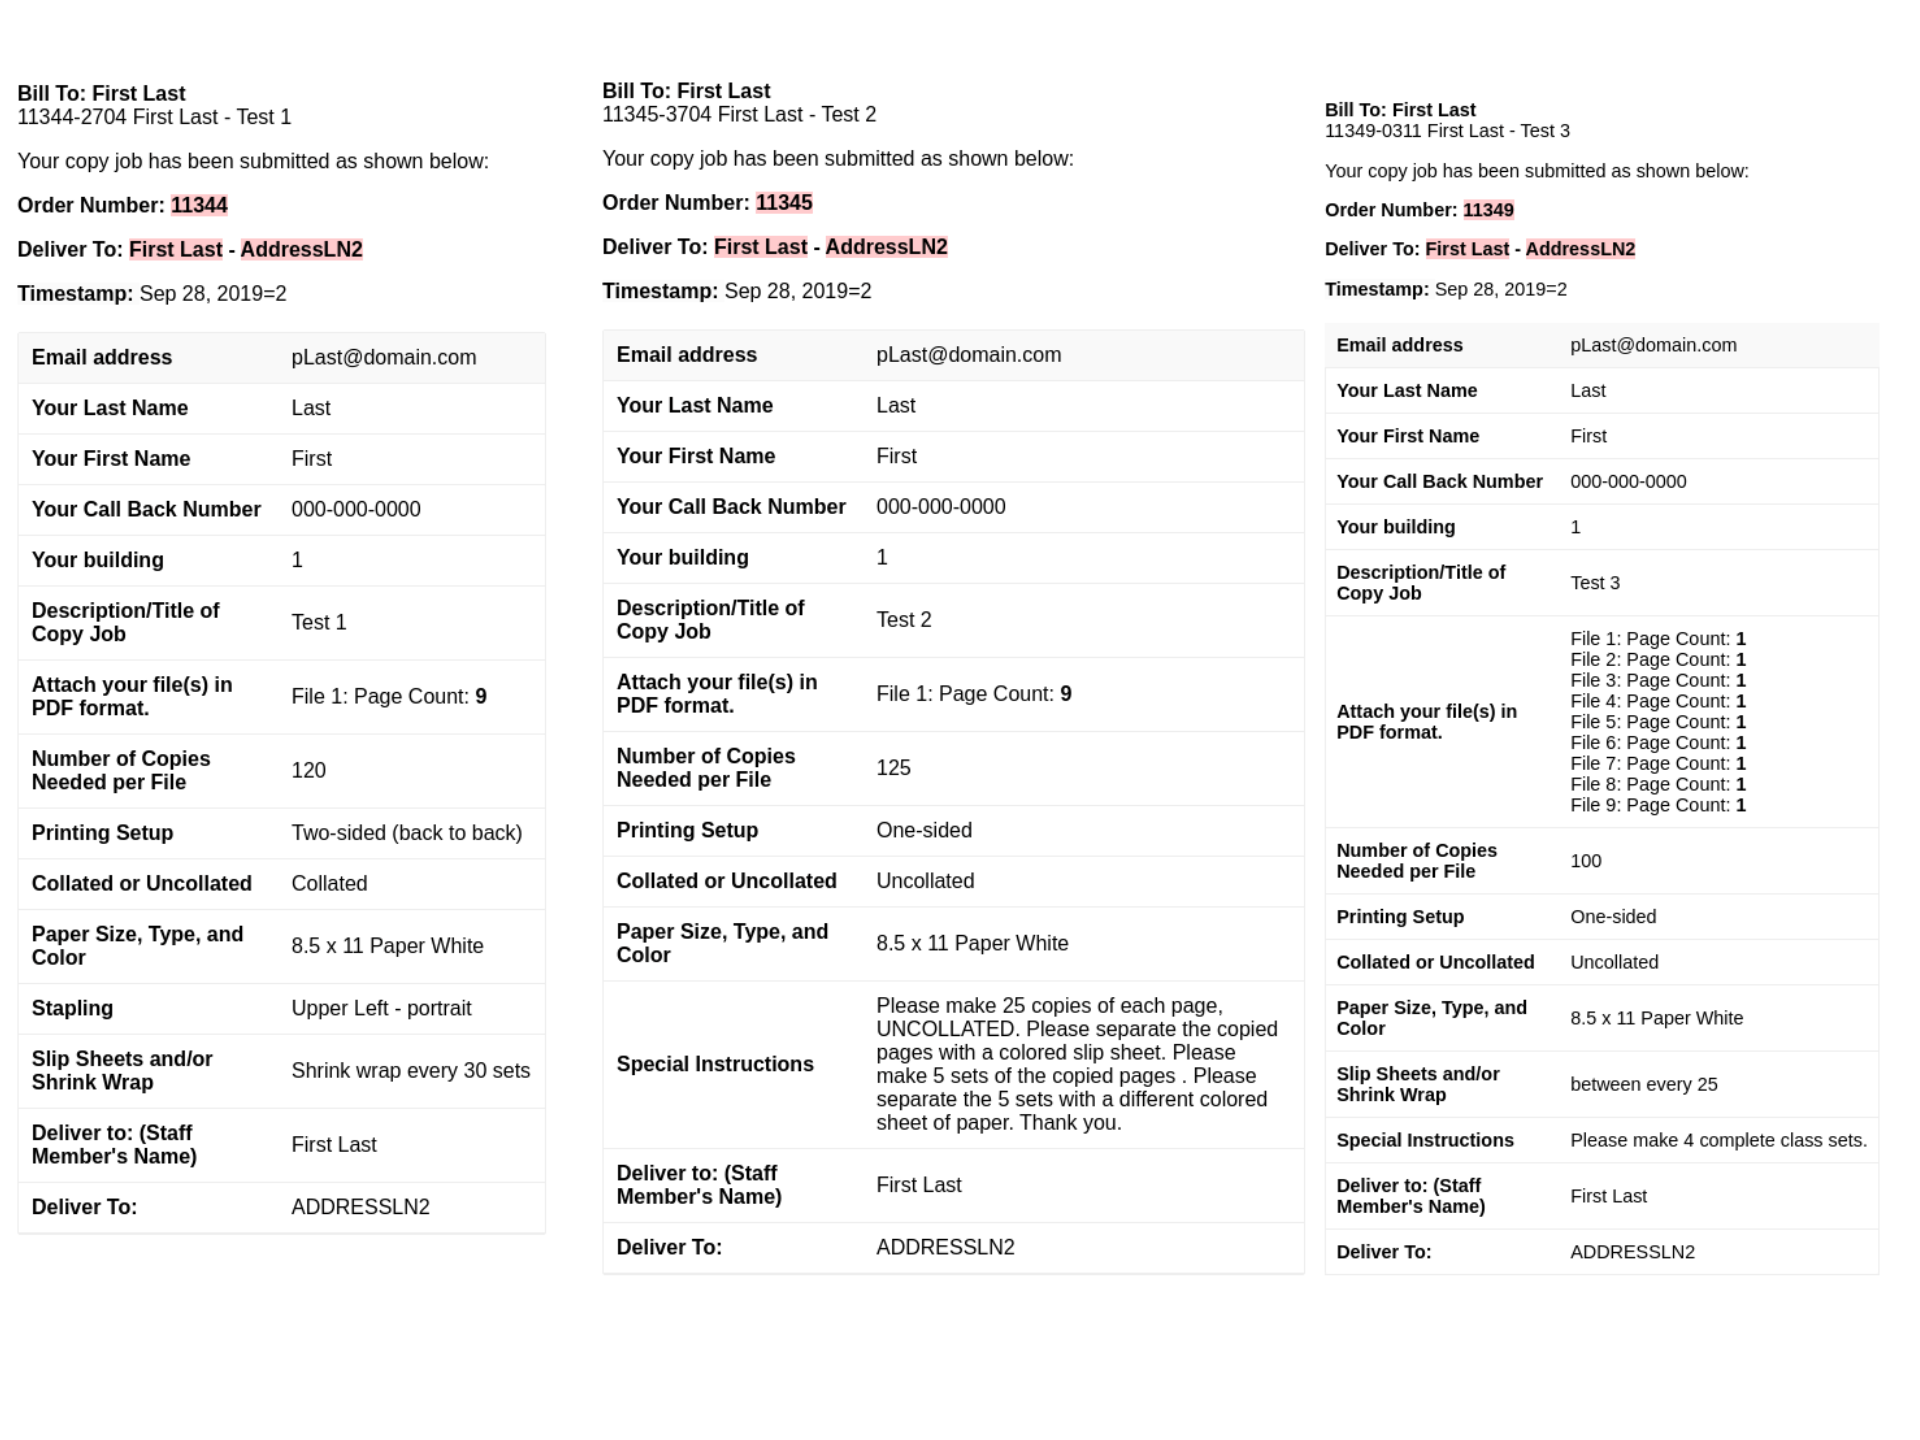 Bill To: First Last
11344-2704 First Last - Test 1
Your copy job has been submitted as shown below:
Order Number: 11344
Deliver To: First Last - AddressLN2
Timestamp: Sep 28, 2019=2
Email address pLast@domain.com
Your Last Name Last
Your First Name First
Your Call Back Number 000-000-0000
Your building 1
Description/Title of
Copy Job
Test 1
Attach your file(s) in
PDF format.
File 1: Page Count: 9
Number of Copies
Needed per File
120
Printing Setup Two-sided (back to back)
Collated or Uncollated Collated
Paper Size, Type, and
Color
8.5 x 11 Paper White
Stapling Upper Left - portrait
Slip Sheets and/or
Shrink Wrap
Shrink wrap every 30 sets
Deliver to: (Staff
Member's Name)
First Last
Deliver To: ADDRESSLN2
Bill To: First Last
11345-3704 First Last - Test 2
Your copy job has been submitted as shown below:
Order Number: 11345
Deliver To: First Last - AddressLN2
Timestamp: Sep 28, 2019=2
Email address pLast@domain.com
Your Last Name Last
Your First Name First
Your Call Back Number 000-000-0000
Your building 1
Description/Title of
Copy Job
Test 2
Attach your file(s) in
PDF format.
File 1: Page Count: 9
Number of Copies
Needed per File
125
Printing Setup One-sided
Collated or Uncollated Uncollated
Paper Size, Type, and
Color
8.5 x 11 Paper White
Special Instructions
Please make 25 copies of each page,
UNCOLLATED. Please separate the copied
pages with a colored slip sheet. Please
make 5 sets of the copied pages . Please
separate the 5 sets with a different colored
sheet of paper. Thank you.
Deliver to: (Staff
Member's Name)
First Last
Deliver To: ADDRESSLN2
Bill To: First Last
11349-0311 First Last - Test 3
Your copy job has been submitted as shown below:
Order Number: 11349
Deliver To: First Last - AddressLN2
Timestamp: Sep 28, 2019=2
Email address pLast@domain.com
Your Last Name Last
Your First Name First
Your Call Back Number 000-000-0000
Your building 1
Description/Title of
Copy Job
Test 3
Attach your file(s) in
PDF format.
File 1: Page Count: 1
File 2: Page Count: 1
File 3: Page Count: 1
File 4: Page Count: 1
File 5: Page Count: 1
File 6: Page Count: 1
File 7: Page Count: 1
File 8: Page Count: 1
File 9: Page Count: 1
Number of Copies
Needed per File
100
Printing Setup One-sided
Collated or Uncollated Uncollated
Paper Size, Type, and
Color
8.5 x 11 Paper White
Slip Sheets and/or
Shrink Wrap
between every 25
Special Instructions Please make 4 complete class sets.
Deliver to: (Staff
Member's Name)
First Last
Deliver To: ADDRESSLN2